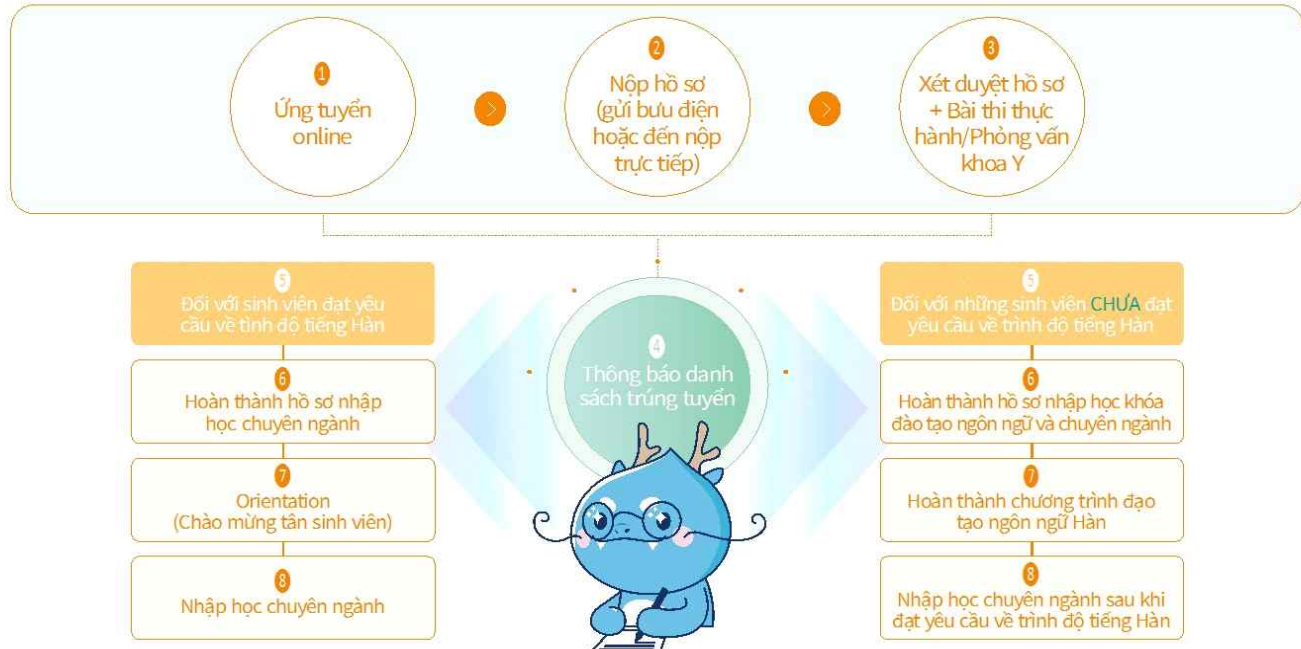 1
Ứng tuyển
online
2
Nộp hồ sơ
(gửi bưu điện
hoặc đến nộp
trực tiếp)
3
Xét duyệt hồ sơ
+ Bài thi thực
hành/Phỏng vấn
khoa Y
4
Thông báo danh
sách trúng tuyển
5
Đối với sinh viên đạt yêu
cầu về tình độ tiếng Hàn
6
Hoàn thành hồ sơ nhập
học chuyên ngành
7
Orientation
(Chào mừng tân sinh viên)
8
Nhập học chuyên ngành
5
Đối với những sinh viên CHƯA đạt
yêu cầu về trình độ tiếng Hàn
6
Hoàn thành hồ sơ nhập học khóa
đào tạo ngôn ngữ và chuyên ngành
7
Hoàn thành chương trình đạo
tạo ngôn ngữ Hàn
8
Nhập học chuyên ngành sau khi
đạt yêu cầu về trình độ tiếng Hàn